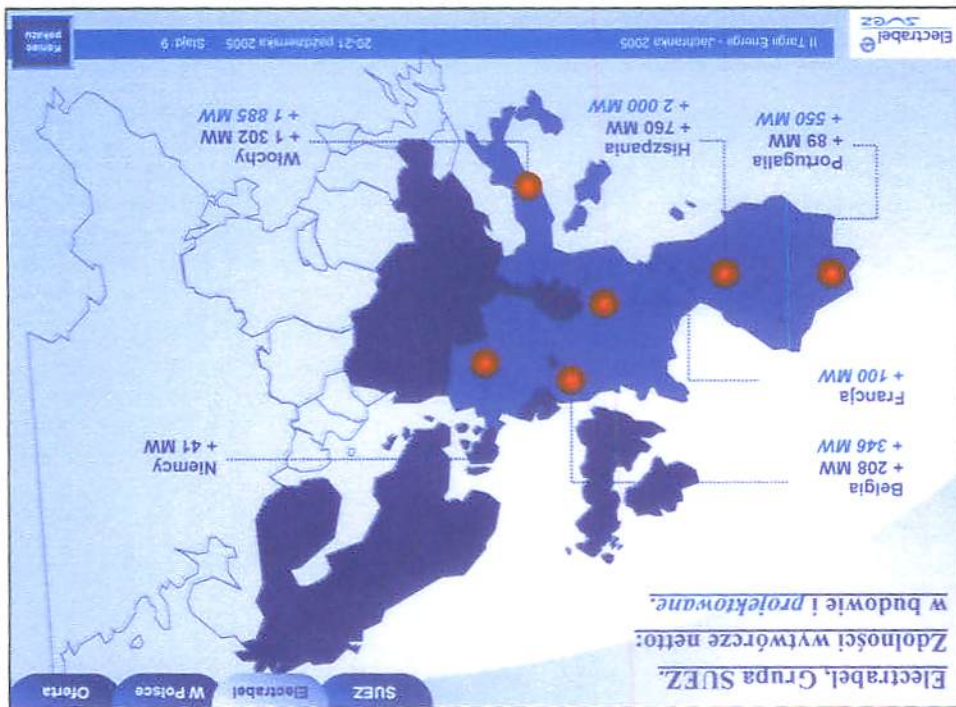 SUEZ
Electrabel
W Polsce
Oferta
Electrabel, Grupa SUEZ.
Zdolności wytwórcze netto:
w budowie i projektowane.
Belgia
+ 208 MW
+ 346 MW
Francja
+ 100 MW
Niemcy
+ 41 MW
Portugalia
+ 89 MW
+ 550 MW
Hiszpania
+ 760 MW
+ 2 000 MW
Włochy
+ 1 302 MW
+ 1 885 MW
Electrabel
SUEZ
II Targi Energii - Jachranka 2005
20-21 października 2005
Slajd: 9
Koniec
pokazu